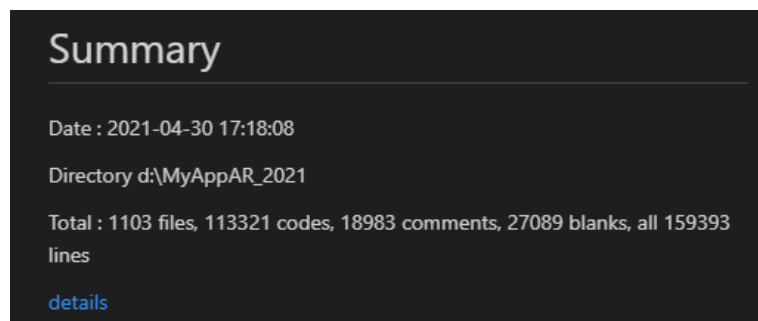 Summary
Date : 2021-04-30 17:18:08
Directory d:\MyAppAR_2021
Total : 1103 files, 113321 codes, 18983 comments, 27089 blanks, all 159393
lines
details